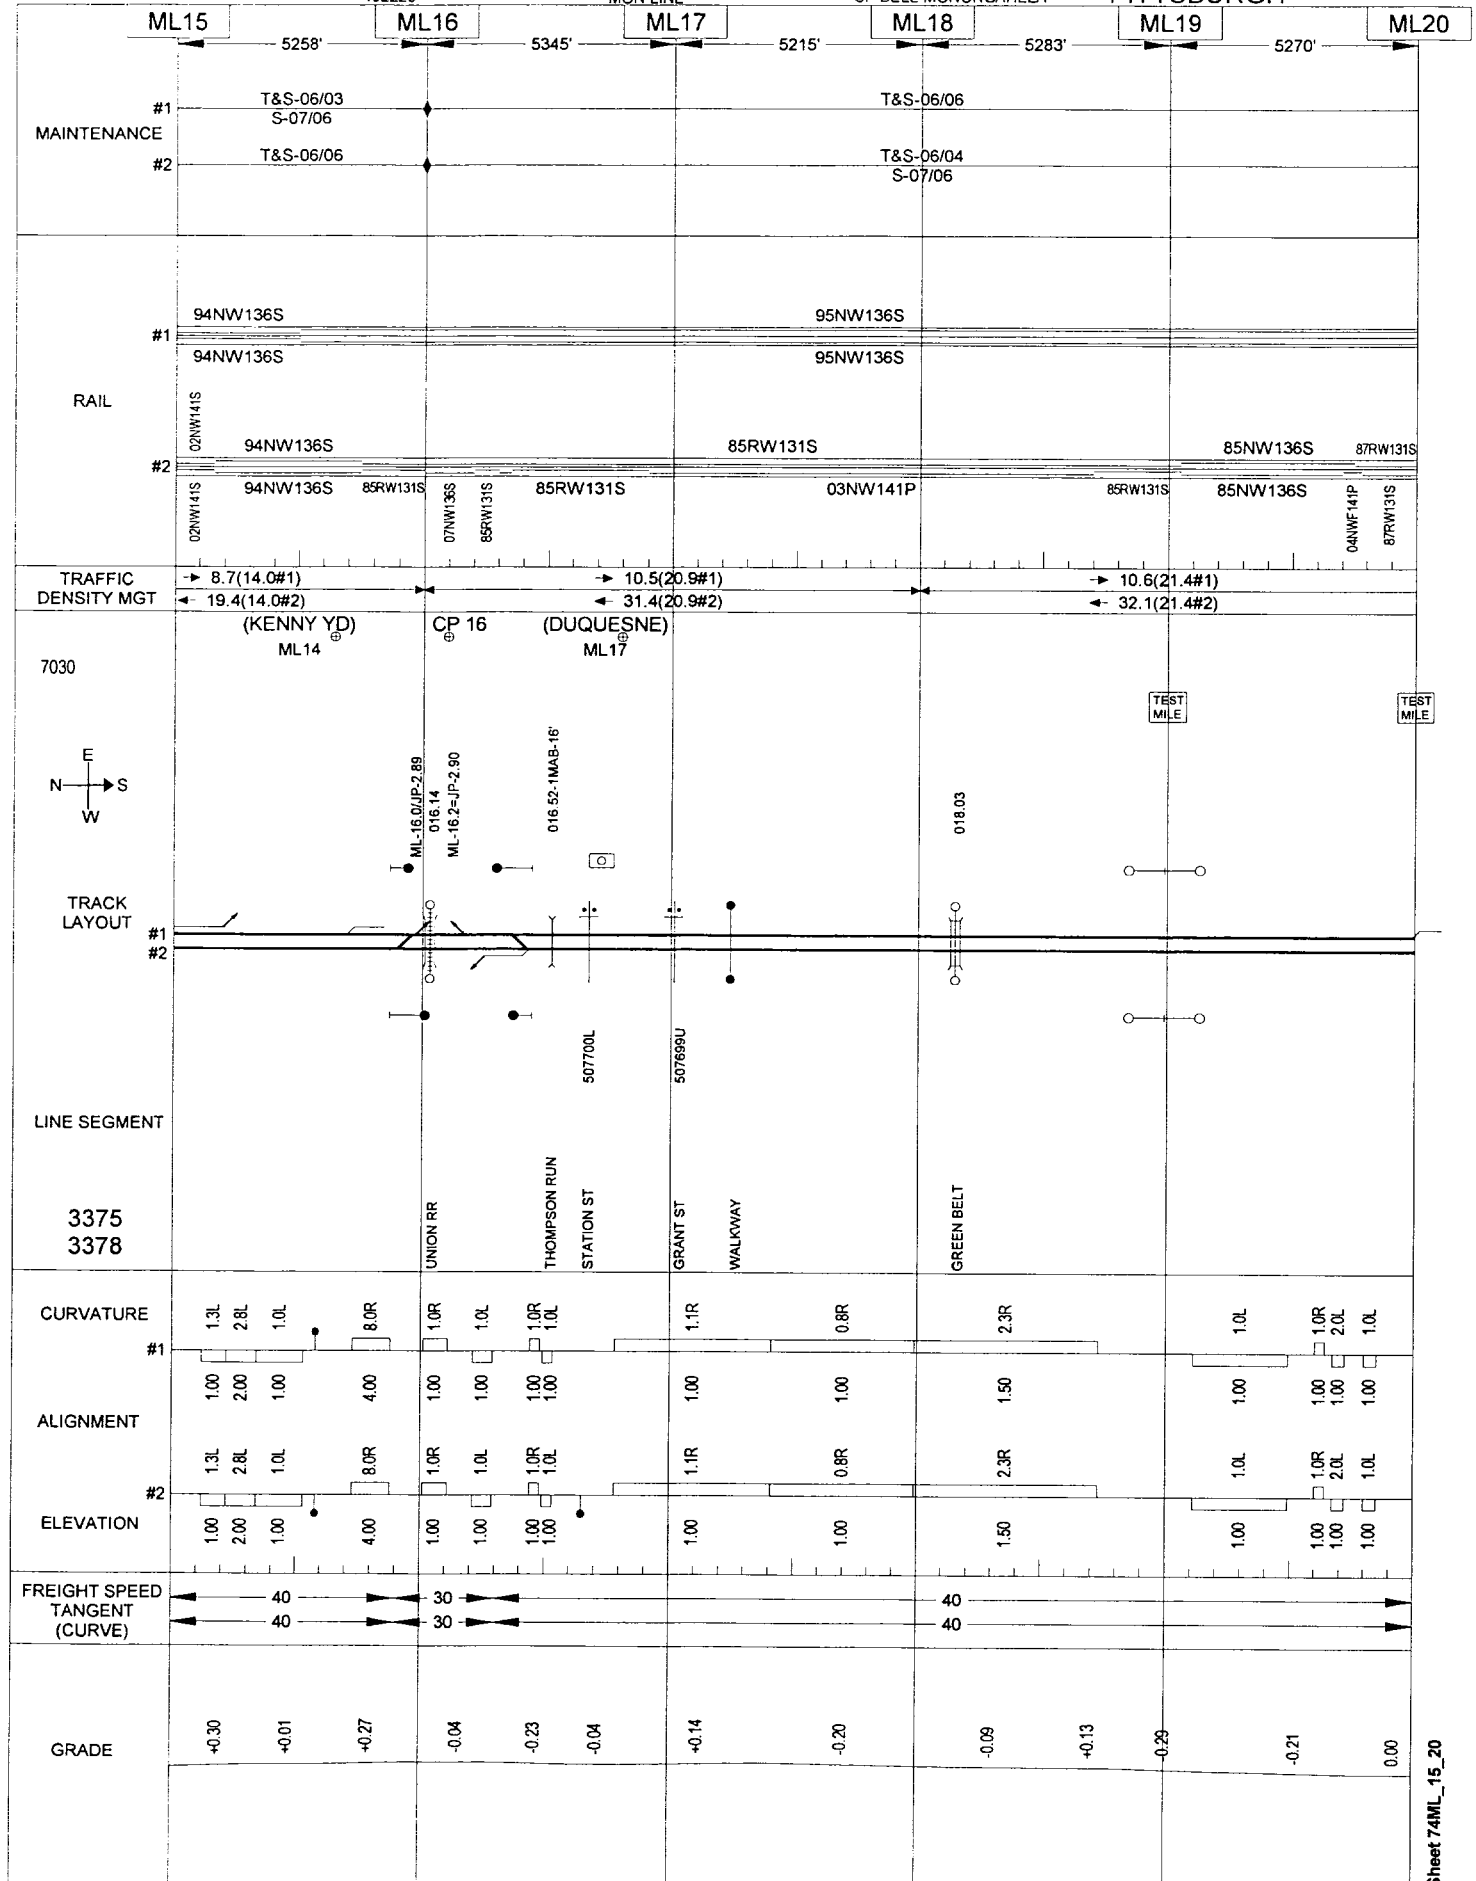 MON LINE
PITTSBURGH
ML15 ML16 ML17 ML18 ML19 ML20
5258' 5345' 5215' 5283' 5270'
MAINTENANCE
#1 T&S-06/03 T&S-06/06
S-07/06
#2 T&S-06/06 T&S-06/04
S-07/06
RAIL
94NW136S 95NW136S
#1
94NW136S 95NW136S
02NW141S 94NW136S 85RW131S 85NW136S 87RW131S
#2
02NW141S 94NW136S 85RW131S 07NW136S 85RW131S 85RW131S 03NW141P 85RW131S 85NW136S 04NWF141P 87RW131S
TRAFFIC
DENSITY MGT
8.7(14.0#1) 10.5(20.9#1) 10.6(21.4#1)
19.4(14.0#2) 31.4(20.9#2) 32.1(21.4#2)
(KENNY YD) CP 16 (DUQUESNE)
ML14 ML17
7030
TEST
MILE
TEST
MILE
E
N S
W
ML-16.0/JP-2.89
016.14
ML-16.2=JP-2.90
016.52-1MAB-16'
018.03
TRACK
LAYOUT
#1
#2
507700L
507699U
LINE SEGMENT
3375
3378
UNION RR
THOMPSON RUN
STATION ST
GRANT ST
WALKWAY
GREEN BELT
CURVATURE
1.3L 2.8L 1.0L 8.0R 1.0R 1.0L 1.0R 1.0L 1.1R 0.8R 2.3R 1.0L 1.0R 2.0L 1.0L
#1
1.00 2.00 1.00 4.00 1.00 1.00 1.00 1.00 1.00 1.00 1.50 1.00 1.00 1.00 1.00
ALIGNMENT
1.3L 2.8L 1.0L 8.0R 1.0R 1.0L 1.0R 1.0L 1.1R 0.8R 2.3R 1.0L 1.0R 2.0L 1.0L
#2
ELEVATION
1.00 2.00 1.00 4.00 1.00 1.00 1.00 1.00 1.00 1.00 1.50 1.00 1.00 1.00 1.00
FREIGHT SPEED
TANGENT
(CURVE)
40 30 40
40 30 40
GRADE
+0.30 +0.01 +0.27 -0.04 -0.23 -0.04 +0.14 -0.20 -0.09 +0.13 -0.29 -0.21 0.00
Sheet 74ML_15_20